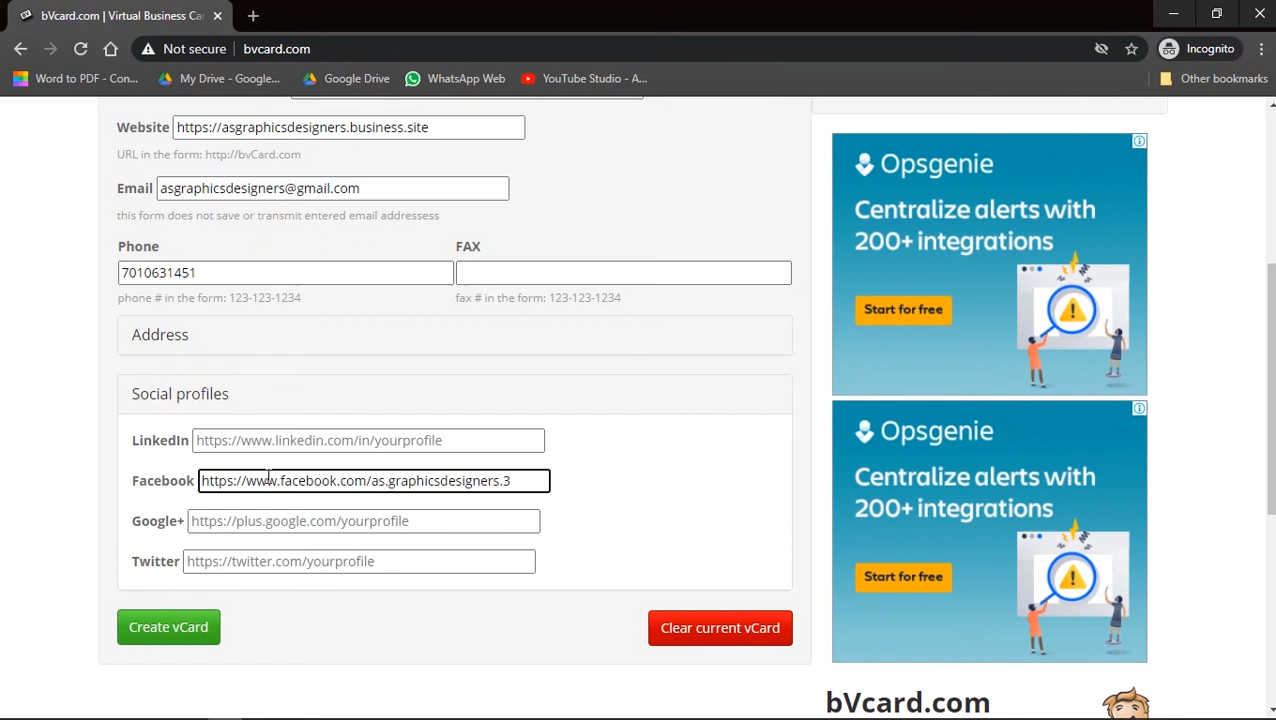 bVcard.com | Virtual Business Car
Not secure
bvcard.com
Incognito
Word to PDF - Con...
My Drive - Google...
Google Drive
WhatsApp Web
YouTube Studio - A...
Other bookmarks
Website https://asgraphicsdesigners.business.site
URL in the form: http://bvCard.com
Email asgraphicsdesigners@gmail.com
this form does not save or transmit entered email addressess
Phone
FAX
7010631451
phone # in the form: 123-123-1234
fax # in the form: 123-123-1234
Address
Social profiles
LinkedIn https://www.linkedin.com/in/yourprofile
Facebook https://www.facebook.com/as.graphicsdesigners.3
Google+ https://plus.google.com/yourprofile
Twitter https://twitter.com/yourprofile
Create vCard
Clear current vCard
Opsgenie
Centralize alerts with
200+ integrations
Start for free
Opsgenie
Centralize alerts with
200+ integrations
Start for free
bVcard.com